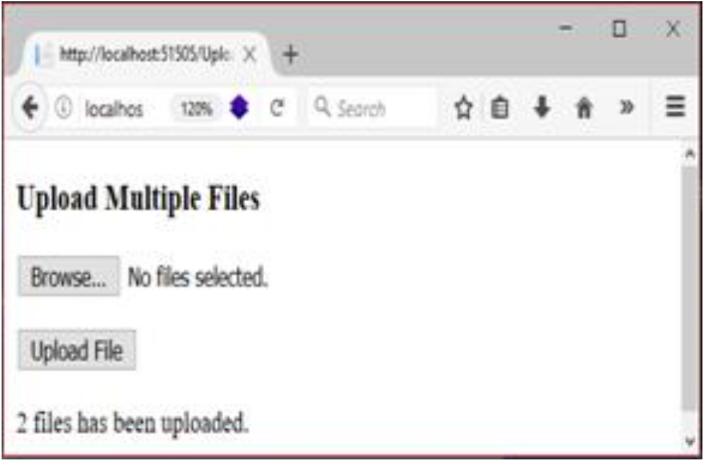 http://localhost:51505/Uplo
localhos 120% Search
Upload Multiple Files
Browse... No files selected.
Upload File
2 files has been uploaded.